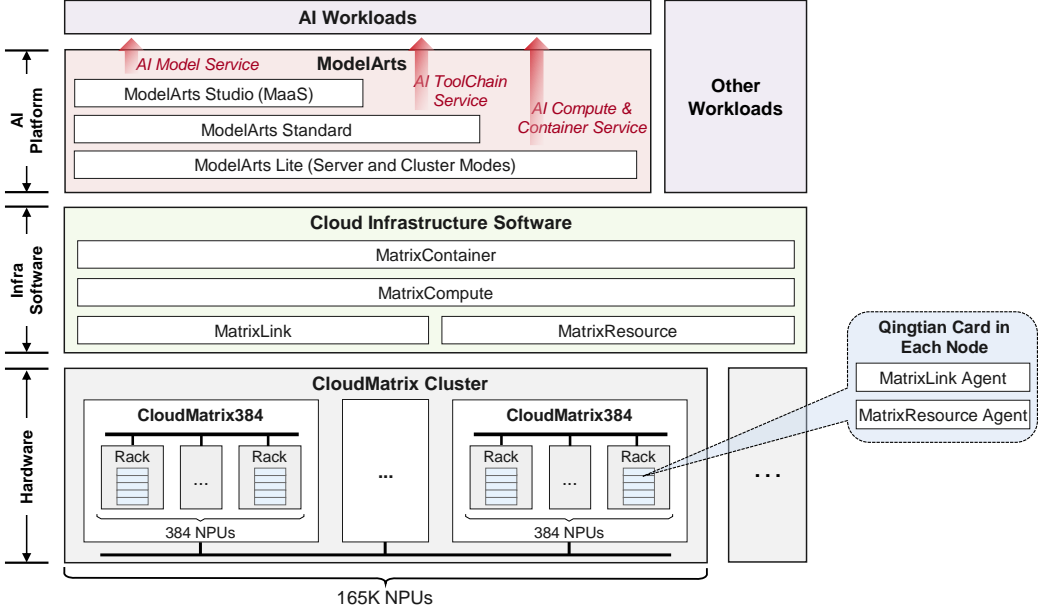 AI Workloads
AI Model Service
ModelArts
AI ToolChain
Service
AI Compute &
Container Service
ModelArts Studio (MaaS)
ModelArts Standard
ModelArts Lite (Server and Cluster Modes)
Other
Workloads
AI
Platform
Cloud Infrastructure Software
MatrixContainer
MatrixCompute
MatrixLink
MatrixResource
Infra
Software
Qingtian Card in
Each Node
MatrixLink Agent
MatrixResource Agent
Hardware
CloudMatrix Cluster
CloudMatrix384
Rack
...
Rack
384 NPUs
...
CloudMatrix384
Rack
...
Rack
384 NPUs
...
165K NPUs